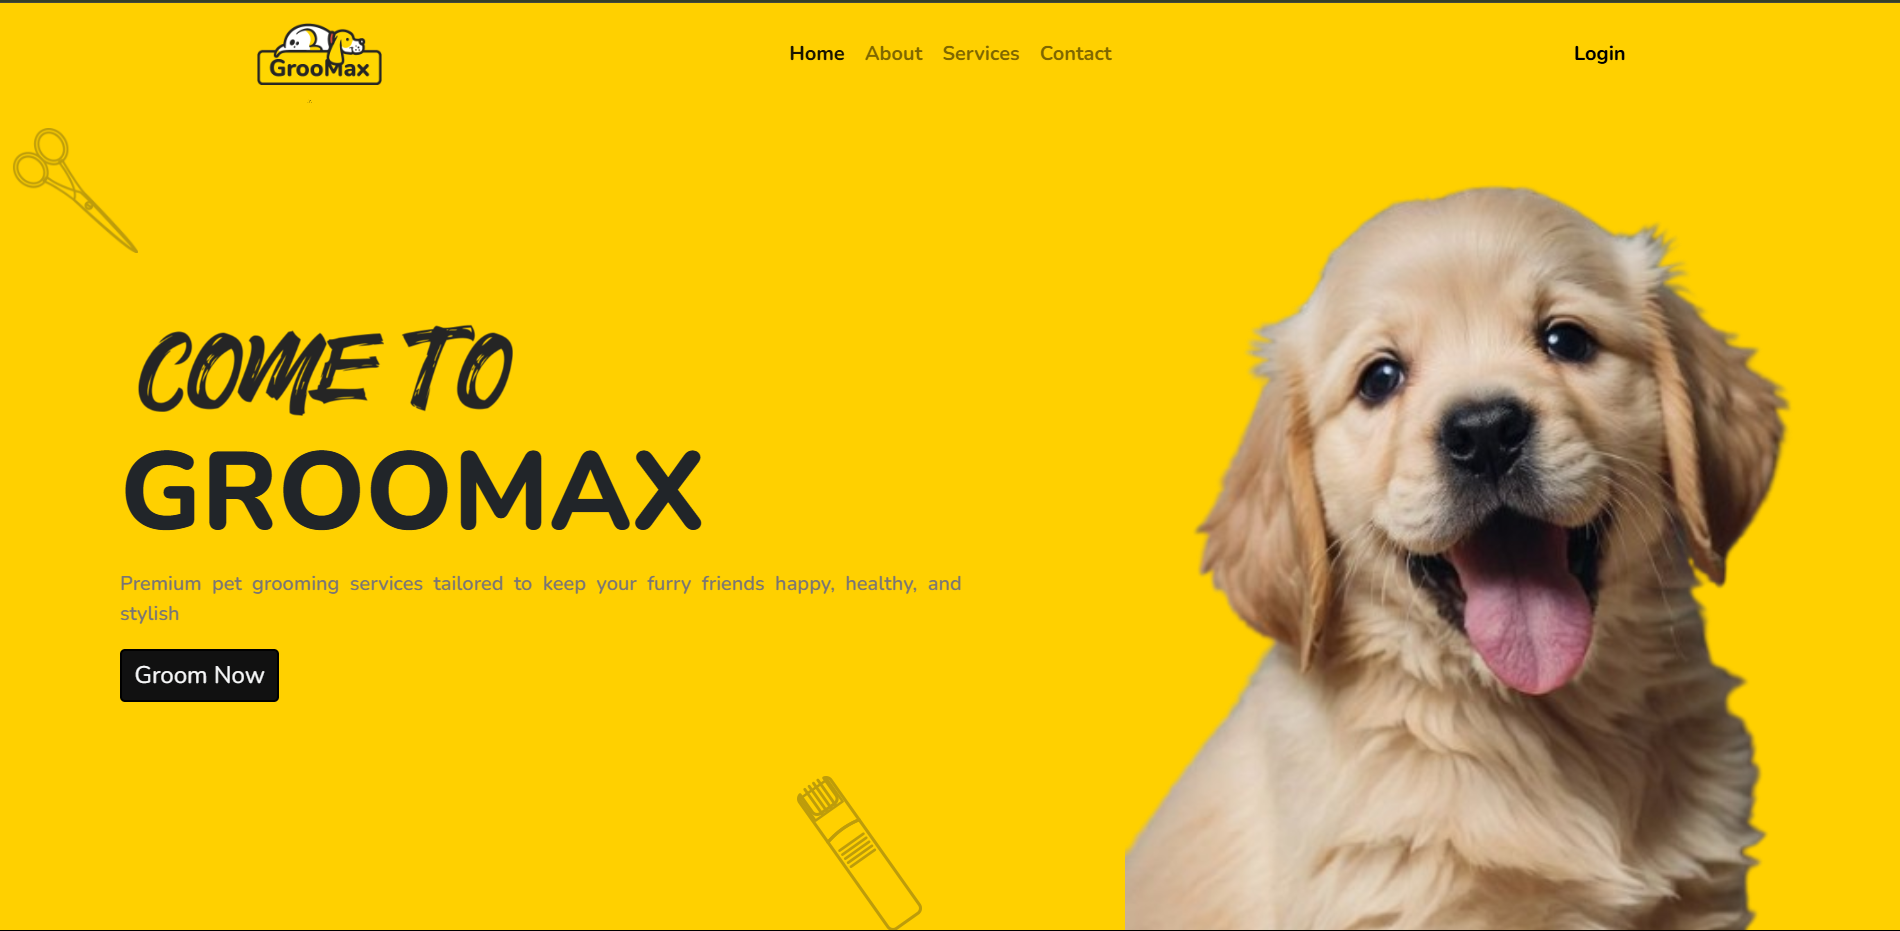 GrooMax
Home About Services Contact
Login
COME TO
GROOMAX
Premium pet grooming services tailored to keep your furry friends happy, healthy, and
stylish
Groom Now